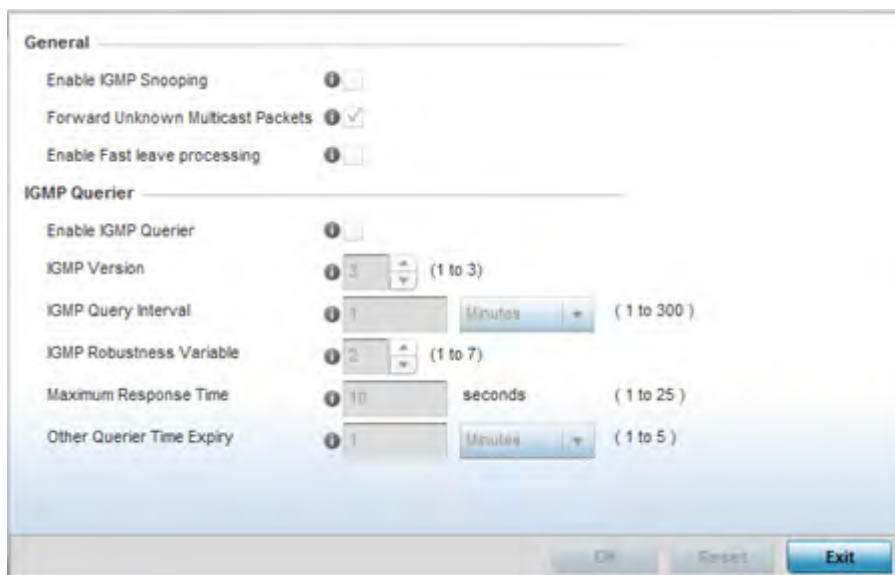 General
Enable IGMP Snooping
Forward Unknown Multicast Packets
Enable Fast leave processing
IGMP Querier
Enable IGMP Querier
IGMP Version 3 (1 to 3)
IGMP Query Interval 1 Minutes ( 1 to 300 )
IGMP Robustness Variable 2 (1 to 7)
Maximum Response Time 10 seconds ( 1 to 25 )
Other Querier Time Expiry 1 Minutes ( 1 to 5 )
OK Reset Exit